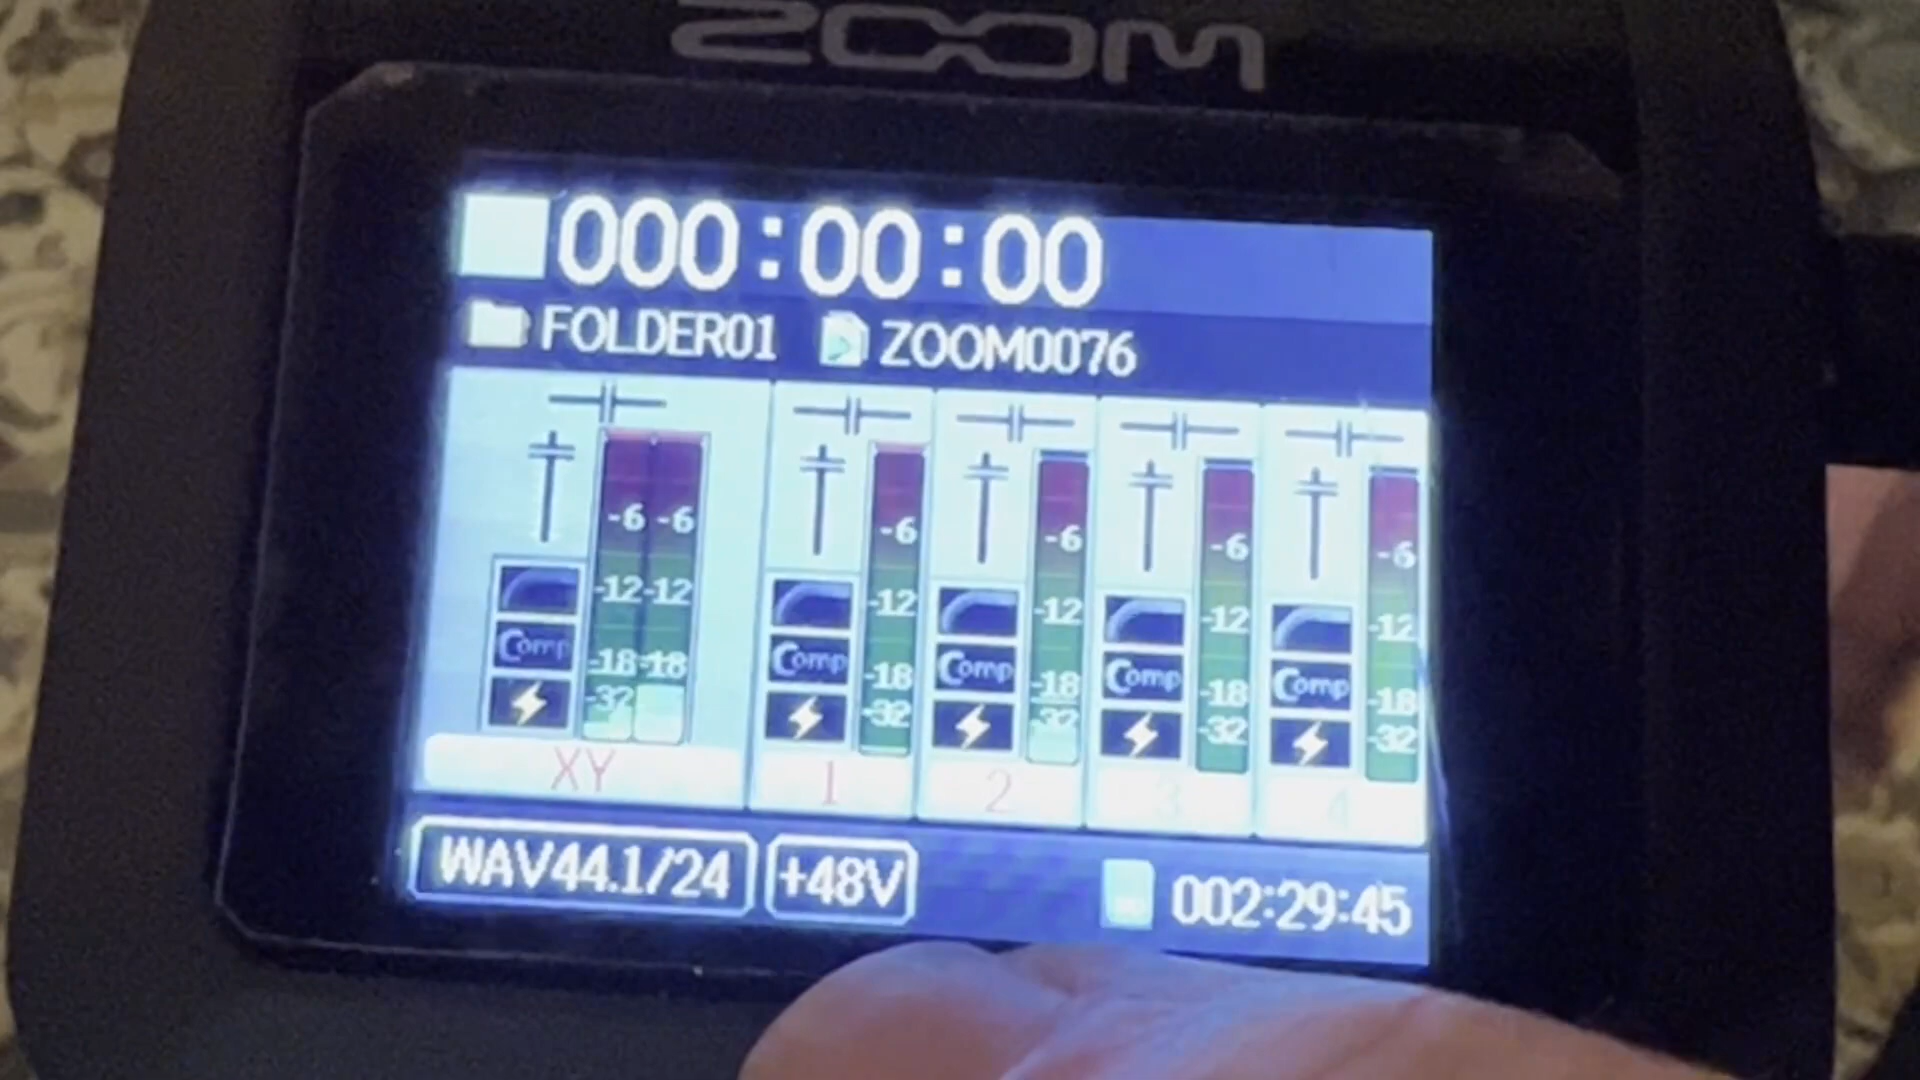 ZOOM
000:00:00
FOLDER01 ZOOM0076
-6 -6 -6 -6 -6 -6
-12 -12 -12 -12 -12 -12
Comp Comp Comp Comp Comp
-18 -18 -18 -18 -18 -18
-32 -32 -32 -32 -32
XY 1 2 3 4
WAV44.1/24 +48V 002:29:45